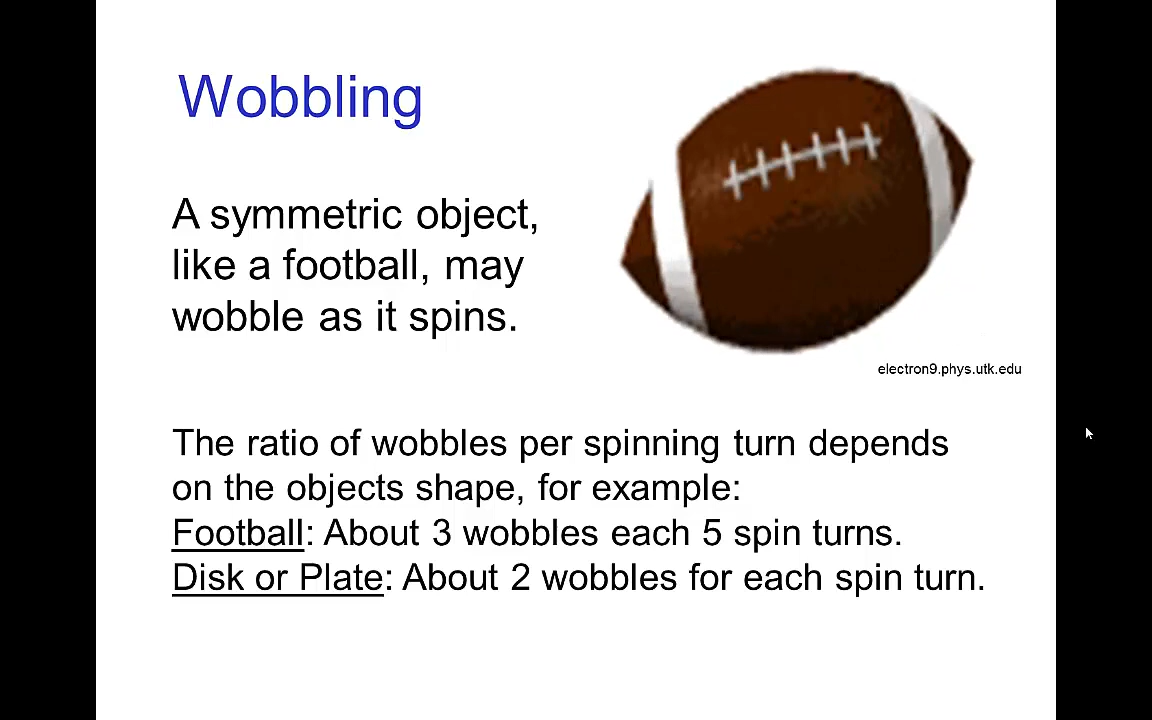 Wobbling
A symmetric object,
like a football, may
wobble as it spins.
electron9.phys.utk.edu
The ratio of wobbles per spinning turn depends
on the objects shape, for example:
Football: About 3 wobbles each 5 spin turns.
Disk or Plate: About 2 wobbles for each spin turn.